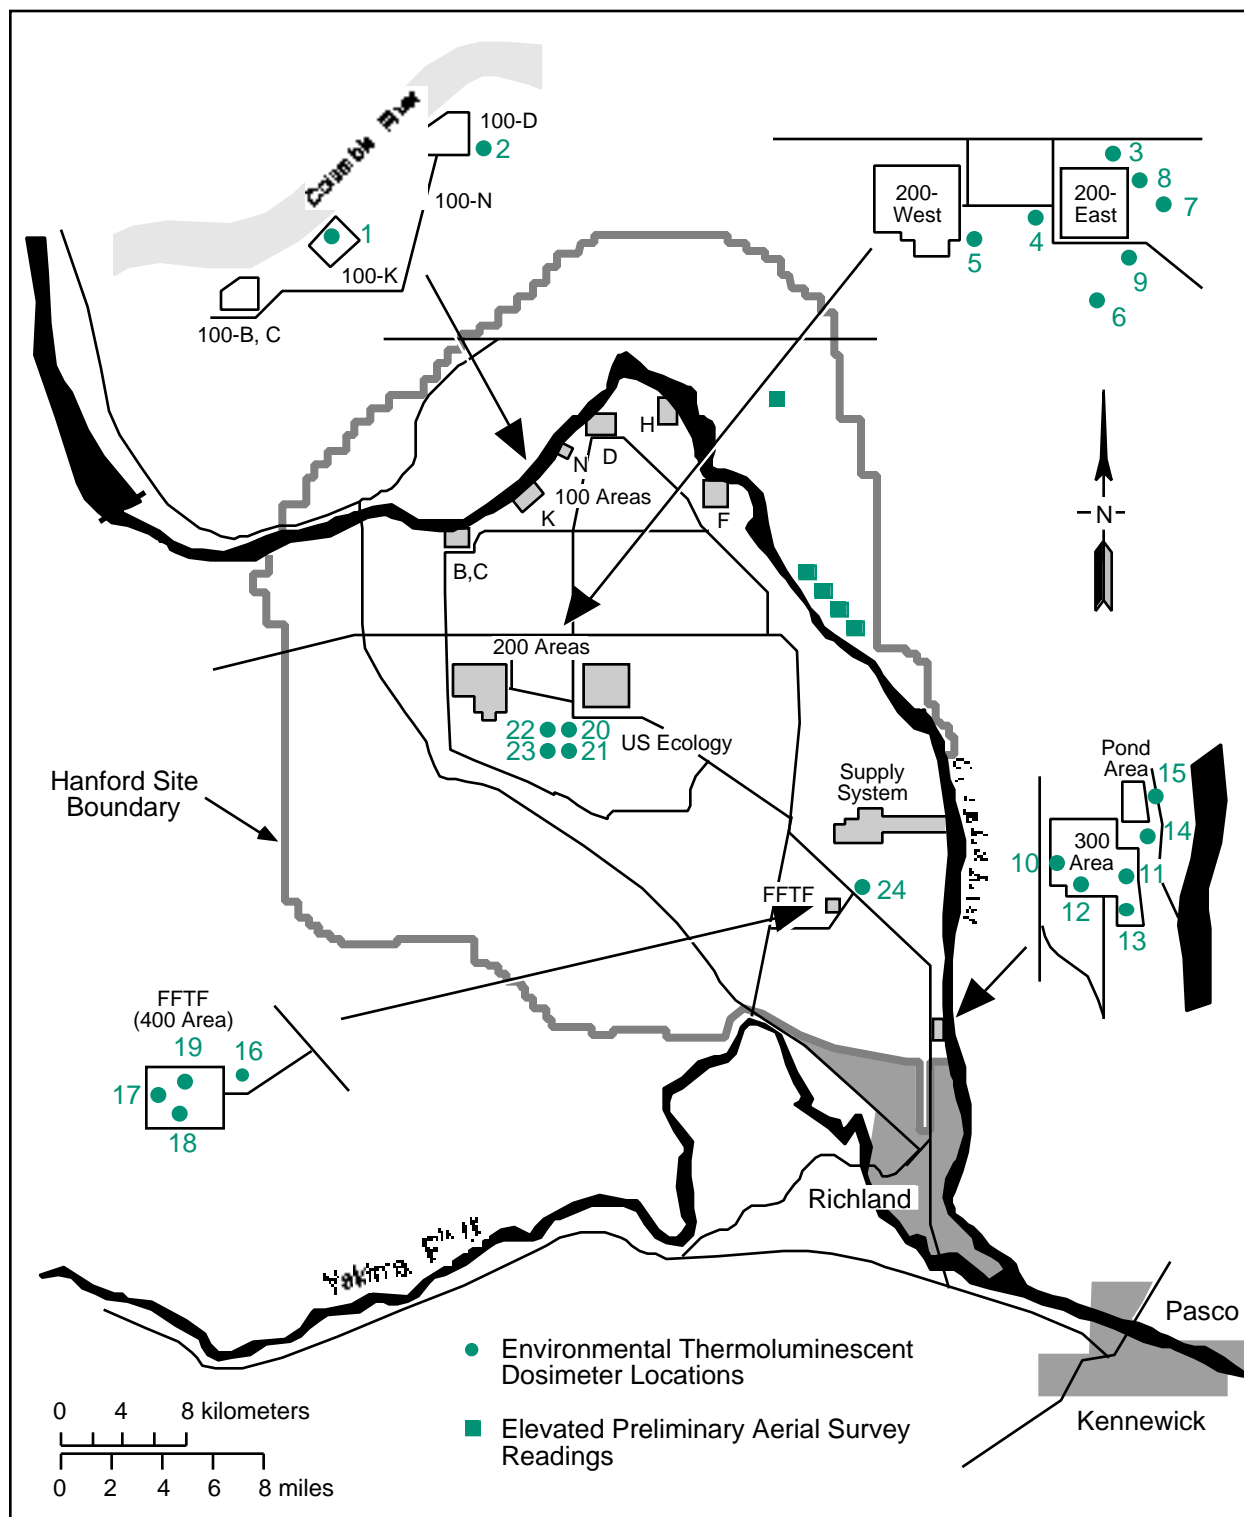 Columbia River
100-D
2
100-N
1
100-K
100-B, C
3
200-
West
200-
East
8
7
4
5
9
6
H
N
D
100 Areas
K
F
B,C
N
200 Areas
22
20
23
21
US Ecology
Hanford Site
Boundary
Supply
System
Pond
Area
15
14
300
Area
10
11
12
13
FFTF
24
FFTF
(400 Area)
19
16
17
18
Richland
Yakima
Pasco
Kennewick
Environmental Thermoluminescent
Dosimeter Locations
Elevated Preliminary Aerial Survey
Readings
0 4 8 kilometers
0 2 4 6 8 miles